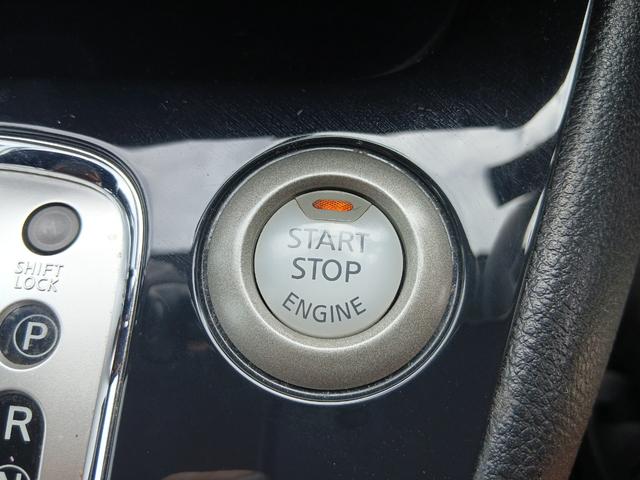 START
STOP
ENGINE
SHIFT
LOCK
P
R
N